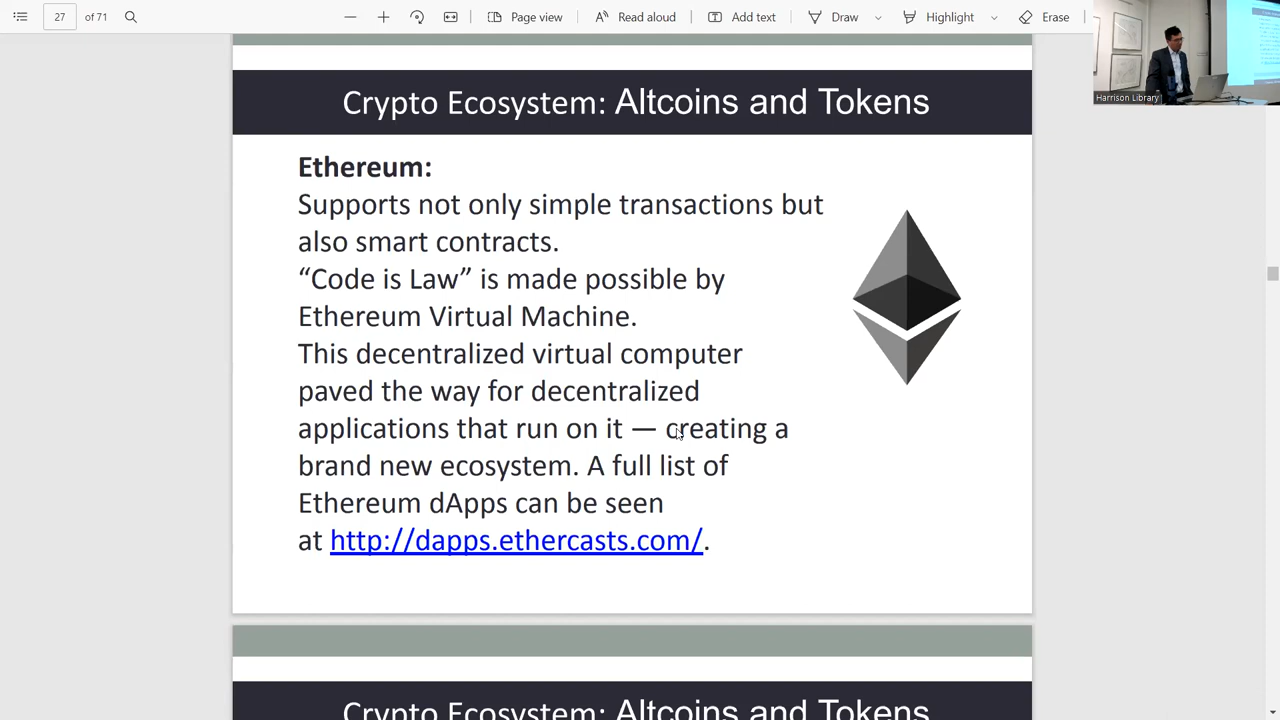 27 of 71 Page view Read aloud Add text Draw Highlight Erase
Harrison Library
Crypto Ecosystem: Altcoins and Tokens
Ethereum:
Supports not only simple transactions but
also smart contracts.
“Code is Law” is made possible by
Ethereum Virtual Machine.
This decentralized virtual computer
paved the way for decentralized
applications that run on it — creating a
brand new ecosystem. A full list of
Ethereum dApps can be seen
at http://dapps.ethercasts.com/.
Crypto Ecosystem: Altcoins and Tokens